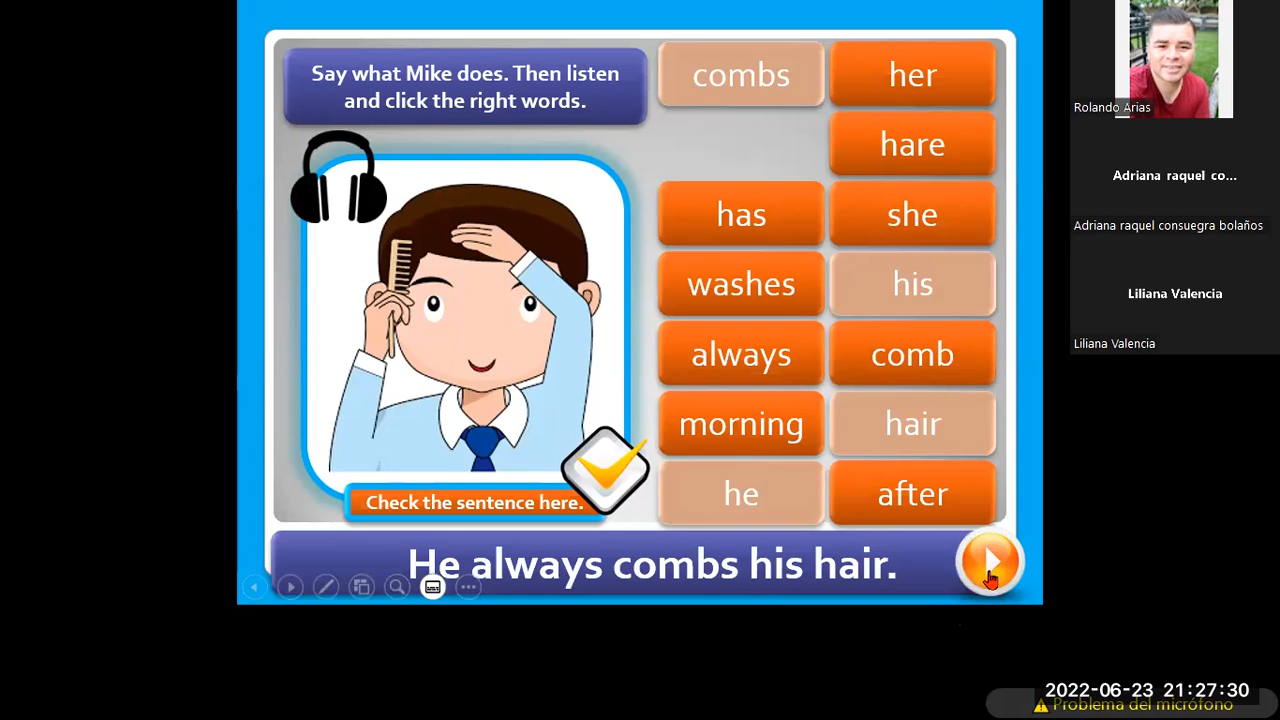 Say what Mike does. Then listen
and click the right words.
combs
her
hare
has
she
washes
his
always
comb
morning
hair
he
after
Check the sentence here.
He always combs his hair.
Rolando Arias
Adriana raquel co...
Adriana raquel consuegra bolaños
Liliana Valencia
Liliana Valencia
2022-06-23 21:27:30
Problema del micrófono